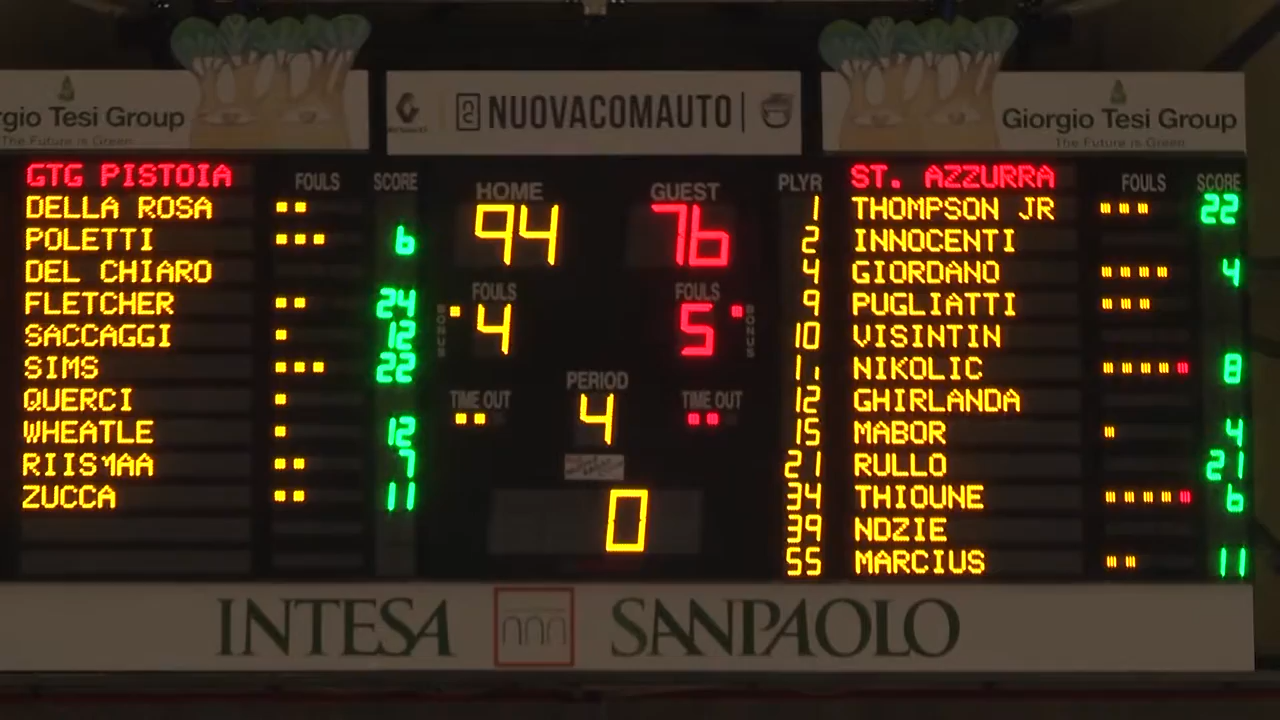 rgio Tesi Group
The Future is Green
NUOVACOMAUTO
Giorgio Tesi Group
The Future is Green
GTG PISTOIA FOULS SCORE
DELLA ROSA
POLETTI 6
DEL CHIARO
FLETCHER 24
SACCAGGI 12
SIMS 22
QUERCI
WHEATLE 12
RIISMAA 7
ZUCCA 11
HOME GUEST
94 76
FOULS FOULS
BONUS 4 5 BONUS
PERIOD
TIME OUT 4 TIME OUT
0
PLYR ST. AZZURRA FOULS SCORE
1 THOMPSON JR 22
2 INNOCENTI
4 GIORDANO 4
9 PUGLIATTI
10 VISINTIN
NIKOLIC 8
12 GHIRLANDA
15 MABOR 4
21 RULLO 21
34 THIOUNE 6
39 NDZIE
55 MARCIUS 11
INTESA SANPAOLO